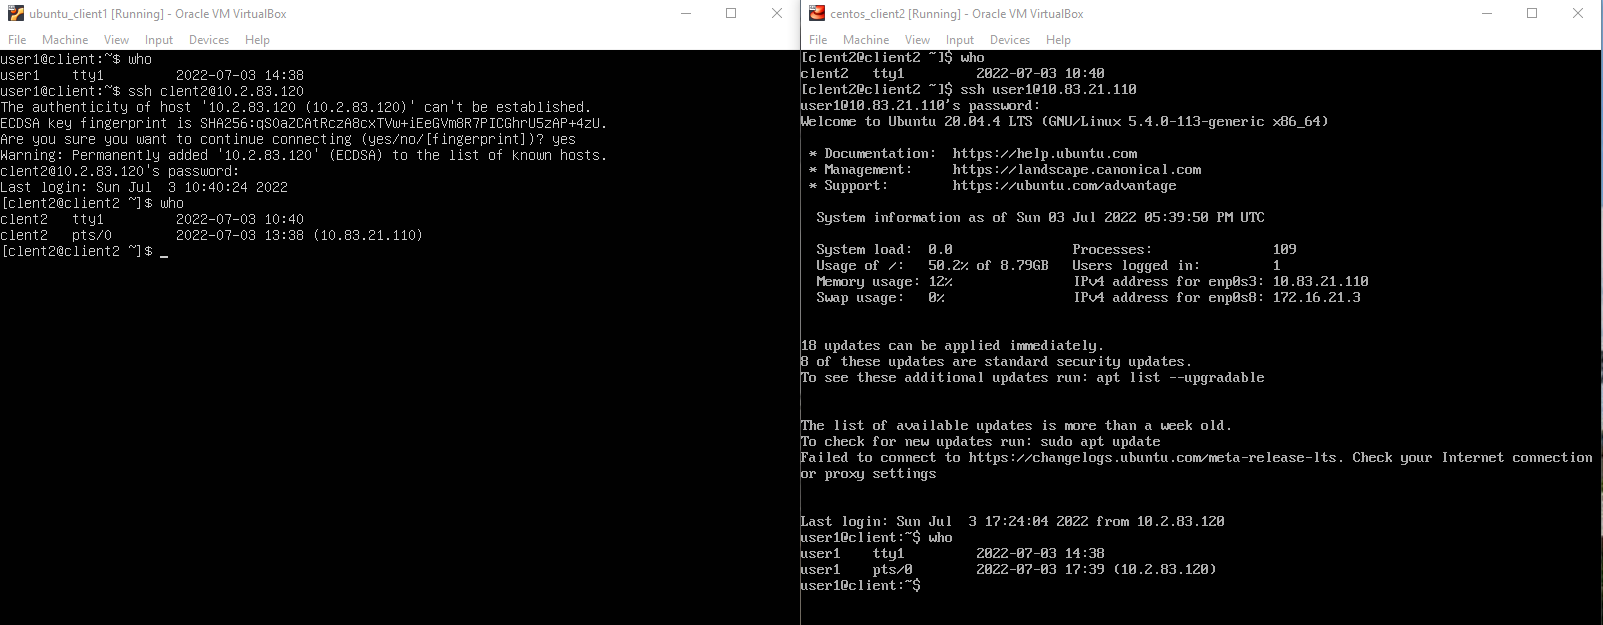 ubuntu_client1 [Running] - Oracle VM VirtualBox
File Machine View Input Devices Help
user1@client:~$ who
user1    tty1         2022-07-03 14:38
user1@client:~$ ssh clent2@10.2.83.120
The authenticity of host '10.2.83.120 (10.2.83.120)' can't be established.
ECDSA key fingerprint is SHA256:qS0aZCAtRczA8cxTVw+iEeGVm8R7PICGhrU5zAP+4zU.
Are you sure you want to continue connecting (yes/no/[fingerprint])? yes
Warning: Permanently added '10.2.83.120' (ECDSA) to the list of known hosts.
clent2@10.2.83.120's password:
Last login: Sun Jul  3 10:40:24 2022
[clent2@client2 ~]$ who
clent2   tty1         2022-07-03 10:40
clent2   pts/0        2022-07-03 13:38 (10.83.21.110)
[clent2@client2 ~]$ _
centos_client2 [Running] - Oracle VM VirtualBox
File Machine View Input Devices Help
[clent2@client2 ~]$ who
clent2   tty1         2022-07-03 10:40
[clent2@client2 ~]$ ssh user1@10.83.21.110
user1@10.83.21.110's password:
Welcome to Ubuntu 20.04.4 LTS (GNU/Linux 5.4.0-113-generic x86_64)
* Documentation:  https://help.ubuntu.com
* Management:     https://landscape.canonical.com
* Support:        https://ubuntu.com/advantage
System information as of Sun 03 Jul 2022 05:39:50 PM UTC
System load:  0.0               Processes:               109
Usage of /:   50.2% of 8.79GB   Users logged in:         1
Memory usage: 12%               IPv4 address for enp0s3: 10.83.21.110
Swap usage:   0%                IPv4 address for enp0s8: 172.16.21.3
18 updates can be applied immediately.
8 of these updates are standard security updates.
To see these additional updates run: apt list --upgradable
The list of available updates is more than a week old.
To check for new updates run: sudo apt update
Failed to connect to https://changelogs.ubuntu.com/meta-release-lts. Check your Internet connection
or proxy settings
Last login: Sun Jul  3 17:24:04 2022 from 10.2.83.120
user1@client:~$ who
user1    tty1         2022-07-03 14:38
user1    pts/0        2022-07-03 17:39 (10.2.83.120)
user1@client:~$